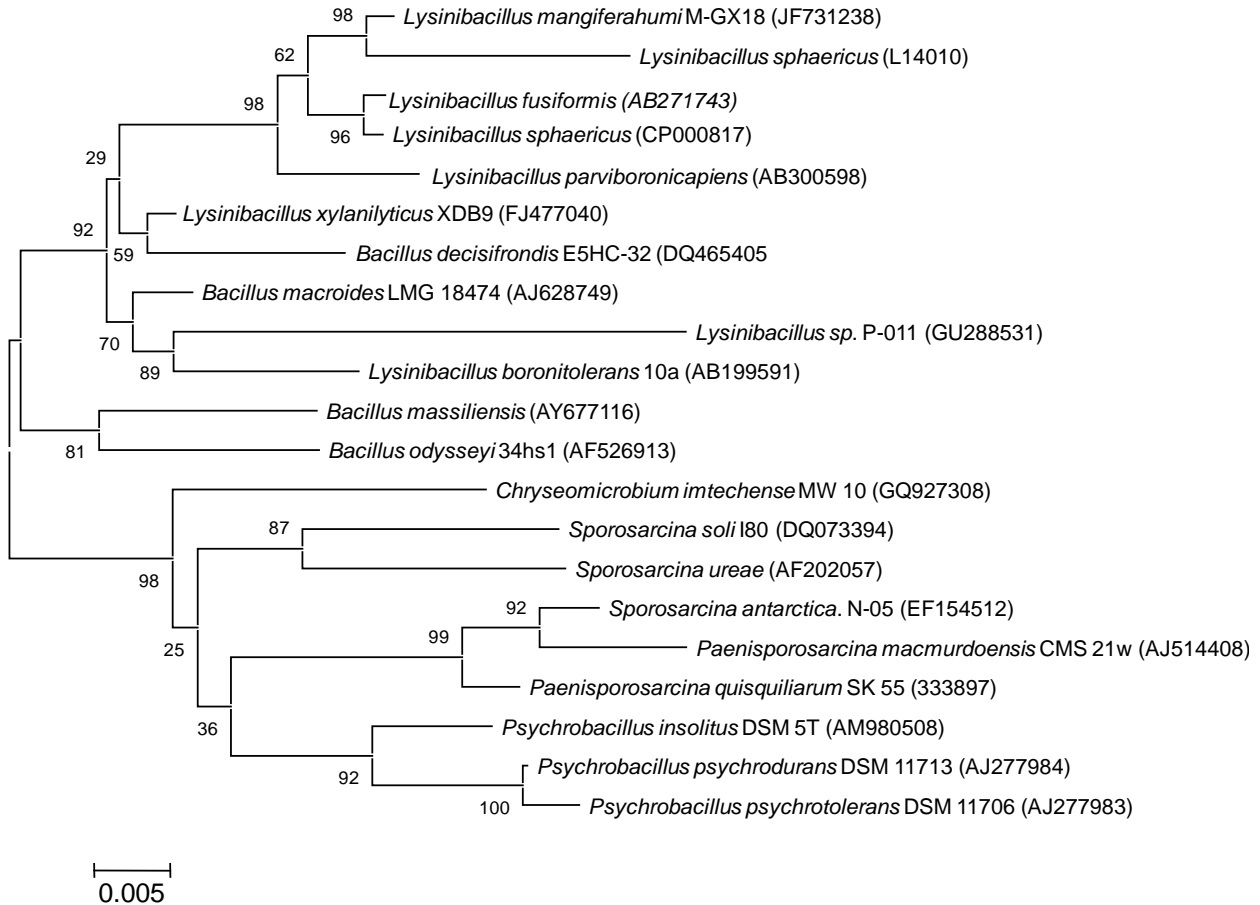 98
Lysinibacillus mangiferahumi M-GX18 (JF731238)
62
Lysinibacillus sphaericus (L14010)
98
Lysinibacillus fusiformis (AB271743)
96
Lysinibacillus sphaericus (CP000817)
29
Lysinibacillus parviboronicapiens (AB300598)
Lysinibacillus xylanilyticus XDB9 (FJ477040)
92
59
Bacillus decisifrondis E5HC-32 (DQ465405
Bacillus macroides LMG 18474 (AJ628749)
70
Lysinibacillus sp. P-011 (GU288531)
89
Lysinibacillus boronitolerans 10a (AB199591)
Bacillus massiliensis (AY677116)
81
Bacillus odysseyi 34hs1 (AF526913)
Chryseomicrobium imtechense MW 10 (GQ927308)
87
Sporosarcina soli I80 (DQ073394)
98
Sporosarcina ureae (AF202057)
92
Sporosarcina antarctica. N-05 (EF154512)
99
25
Paenisporosarcina macmurdoensis CMS 21w (AJ514408)
Paenisporosarcina quisquiliarum SK 55 (333897)
36
Psychrobacillus insolitus DSM 5T (AM980508)
92
Psychrobacillus psychrodurans DSM 11713 (AJ277984)
100
Psychrobacillus psychrotolerans DSM 11706 (AJ277983)
0.005